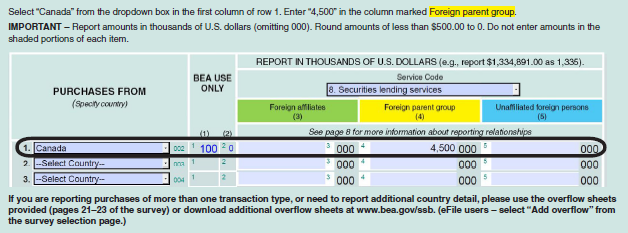 Select “Canada” from the dropdown box in the first column of row 1. Enter “4,500” in the column marked Foreign parent group.
IMPORTANT – Report amounts in thousands of U.S. dollars (omitting 000). Round amounts of less than $500.00 to 0. Do not enter amounts in the
shaded portions of each item.
REPORT IN THOUSANDS OF U.S. DOLLARS (e.g., report $1,334,891.00 as 1,335).
PURCHASES FROM
(Specify country)
BEA USE
ONLY
Service Code
8. Securities lending services
Foreign affiliates
(3)
Foreign parent group
(4)
Unaffiliated foreign persons
(5)
(1) (2)
See page 8 for more information about reporting relationships
1. Canada 002 1 100 2 0 3 000 4 4,500 000 5 000
2. --Select Country-- 003 1 2 3 000 4 000 5 000
3. --Select Country-- 004 1 2 3 000 4 000 5 000
If you are reporting purchases of more than one transaction type, or need to report additional country detail, please use the overflow sheets
provided (pages 21–23 of the survey) or download additional overflow sheets at www.bea.gov/ssb. (eFile users – select “Add overflow” from
the survey selection page.)